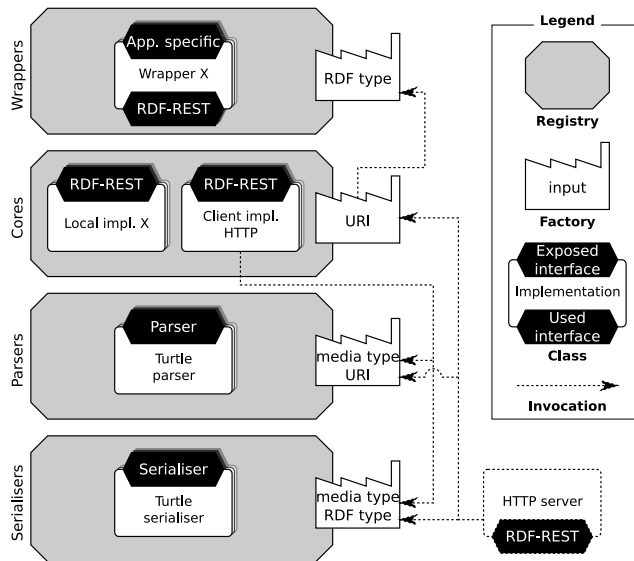 Wrappers
App. specific
Wrapper X
RDF-REST
RDF type
Cores
RDF-REST
Local impl. X
RDF-REST
Client impl.
HTTP
URI
Parsers
Parser
Turtle
parser
media type
URI
Serialisers
Serialiser
Turtle
serialiser
media type
RDF type
HTTP server
RDF-REST
Legend
Registry
input
Factory
Exposed
interface
Implementation
Used
interface
Class
Invocation